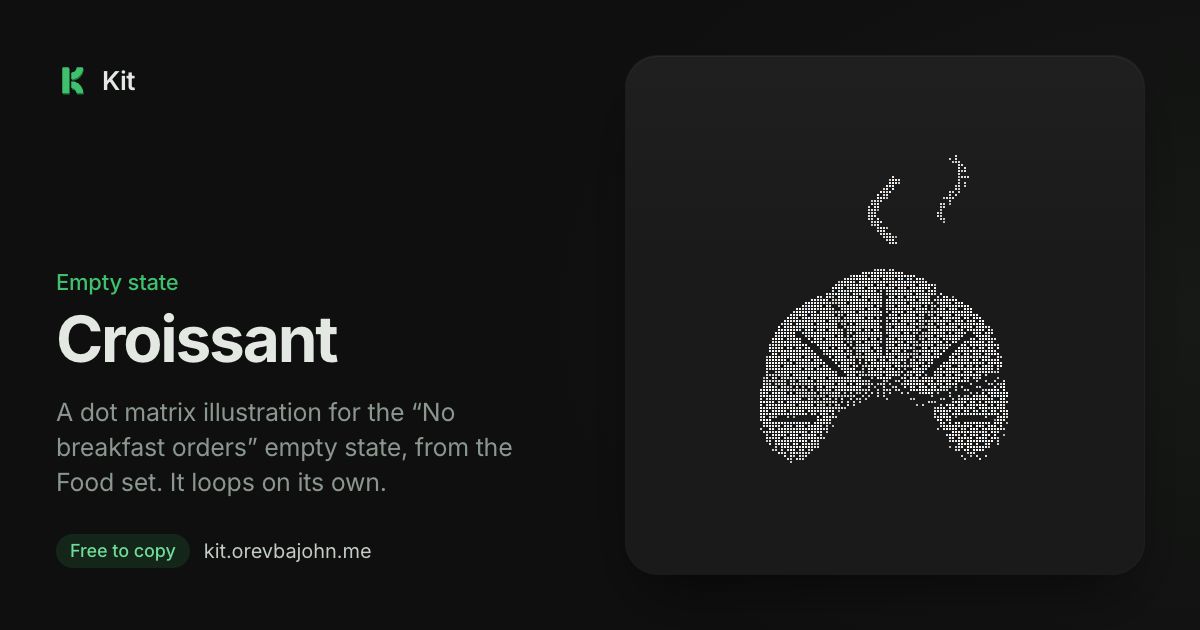 Kit
Empty state
Croissant
A dot matrix illustration for the “No
breakfast orders” empty state, from the
Food set. It loops on its own.
Free to copy
kit.orevbajohn.me